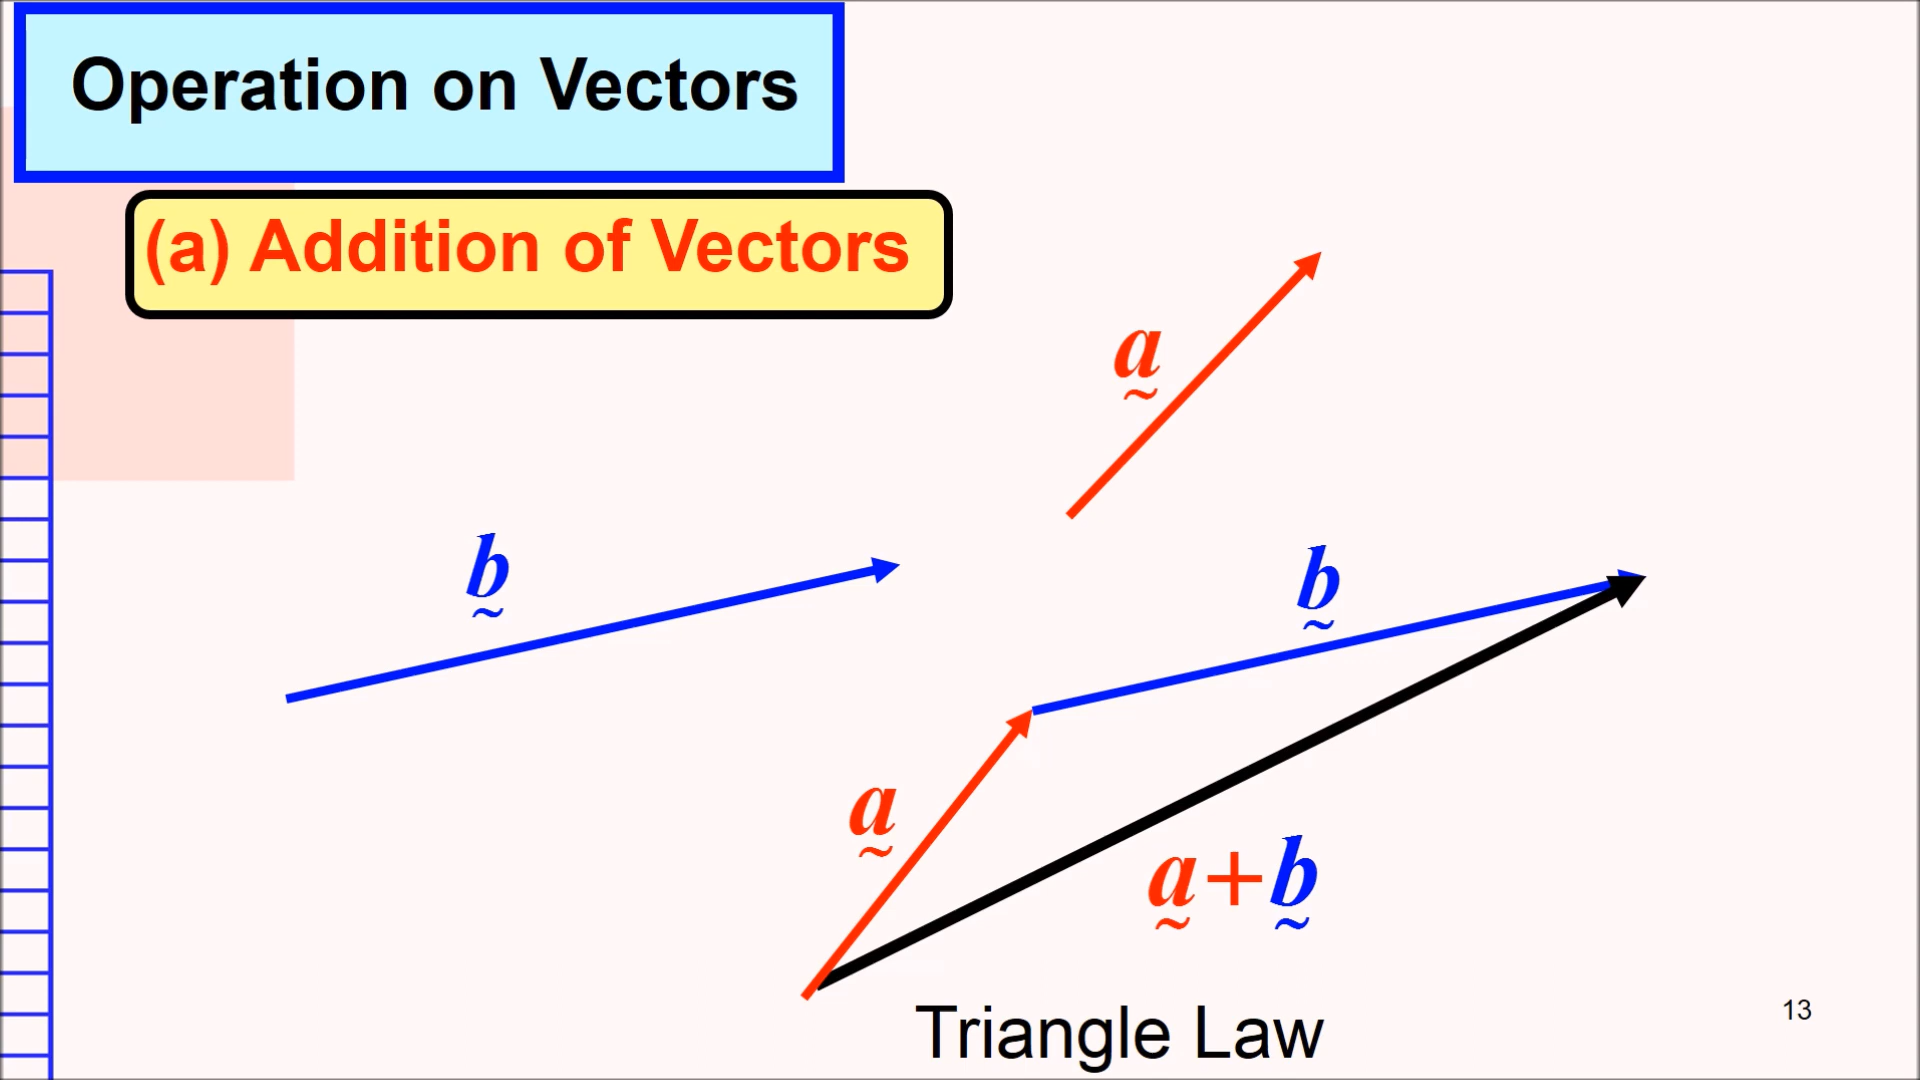 Operation on Vectors
(a) Addition of Vectors
a̰
b̰
b̰
a̰
a̰+b̰
Triangle Law
13